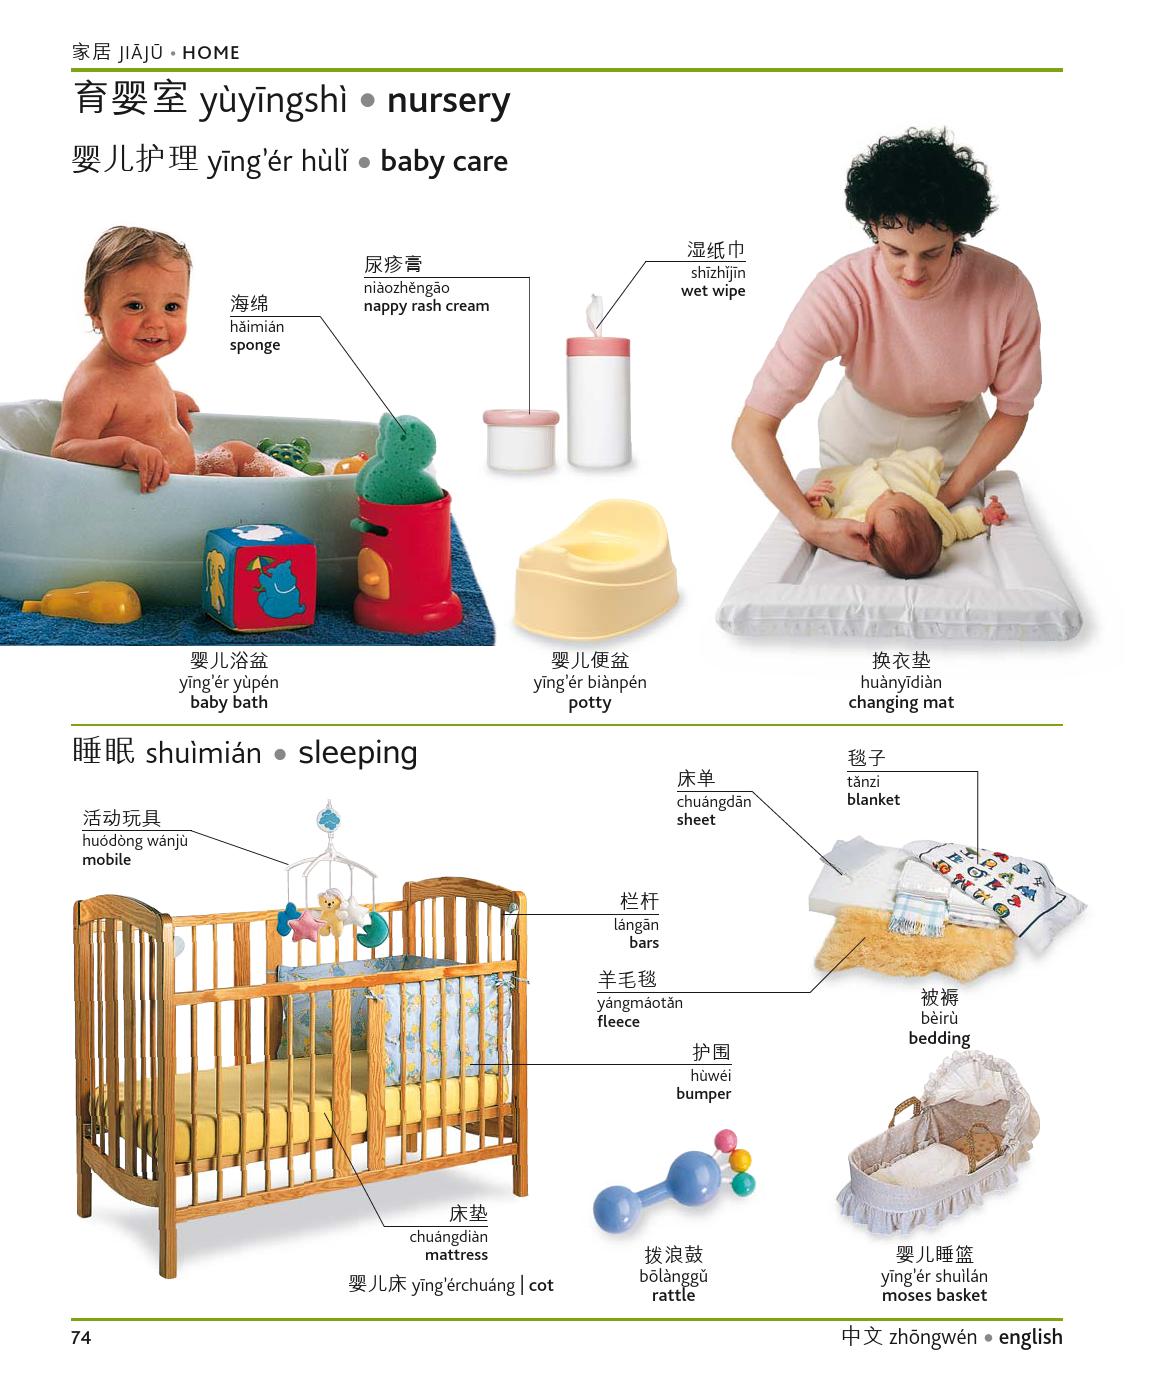 家居 JIĀJŪ • HOME
育婴室 yùyīngshì • nursery
婴儿护理 yīng’ér hùlǐ • baby care
海绵
hǎimián
sponge
尿疹膏
niàozhěngāo
nappy rash cream
湿纸巾
shīzhǐjīn
wet wipe
婴儿浴盆
yīng’ér yùpén
baby bath
婴儿便盆
yīng’ér biànpén
potty
换衣垫
huànyīdiàn
changing mat
睡眠 shuìmián • sleeping
活动玩具
huódòng wánjù
mobile
床单
chuángdān
sheet
毯子
tǎnzi
blanket
栏杆
lángān
bars
羊毛毯
yángmáotǎn
fleece
被褥
bèirù
bedding
护围
hùwéi
bumper
床垫
chuángdiàn
mattress
婴儿床 yīng’érchuáng | cot
拨浪鼓
bōlànggǔ
rattle
婴儿睡篮
yīng’ér shuìlán
moses basket
74
中文 zhōngwén • english